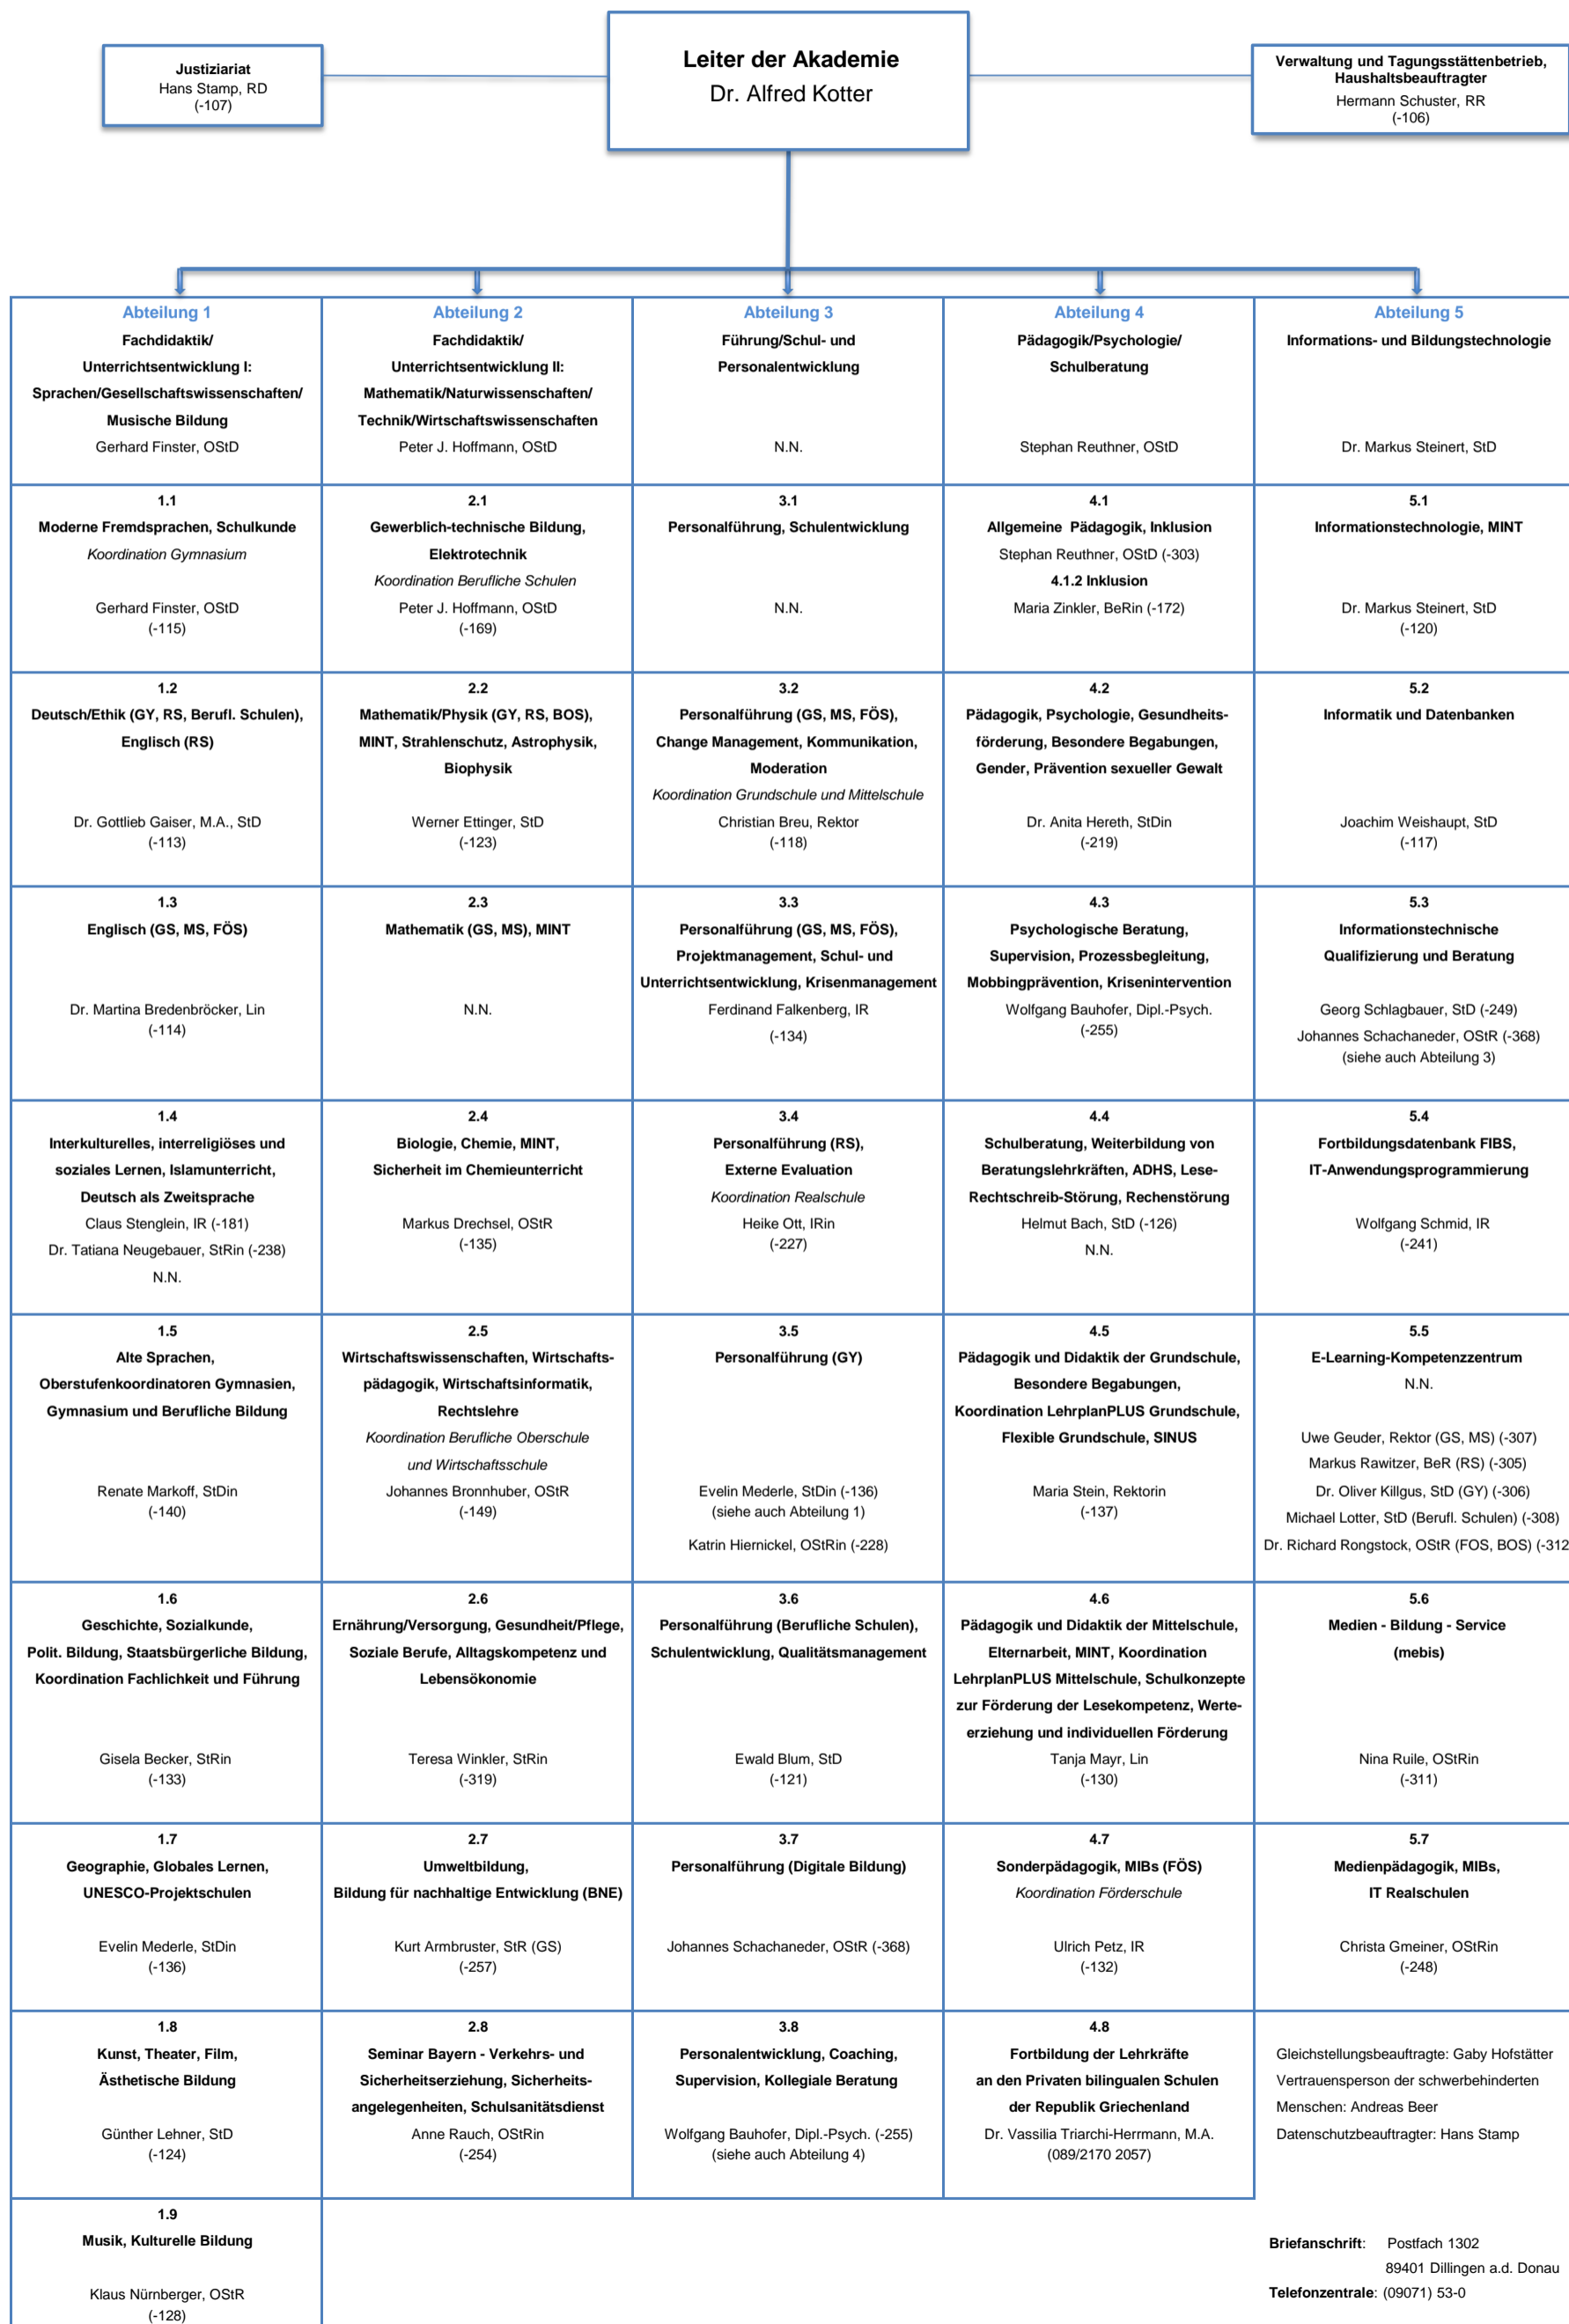 Justiziariat
Hans Stamp, RD
(-107)
Leiter der Akademie
Dr. Alfred Kotter
Verwaltung und Tagungsstättenbetrieb,
Haushaltsbeauftragter
Hermann Schuster, RR
(-106)
Abteilung 1
Fachdidaktik/
Unterrichtsentwicklung I:
Sprachen/Gesellschaftswissenschaften/
Musische Bildung
Gerhard Finster, OStD
Abteilung 2
Fachdidaktik/
Unterrichtsentwicklung II:
Mathematik/Naturwissenschaften/
Technik/Wirtschaftswissenschaften
Peter J. Hoffmann, OStD
Abteilung 3
Führung/Schul- und
Personalentwicklung
N.N.
Abteilung 4
Pädagogik/Psychologie/
Schulberatung
Stephan Reuthner, OStD
Abteilung 5
Informations- und Bildungstechnologie
Dr. Markus Steinert, StD
1.1
Moderne Fremdsprachen, Schulkunde
Koordination Gymnasium
Gerhard Finster, OStD
(-115)
2.1
Gewerblich-technische Bildung,
Elektrotechnik
Koordination Berufliche Schulen
Peter J. Hoffmann, OStD
(-169)
3.1
Personalführung, Schulentwicklung
N.N.
4.1
Allgemeine Pädagogik, Inklusion
Stephan Reuthner, OStD (-303)
4.1.2 Inklusion
Maria Zinkler, BeRin (-172)
5.1
Informationstechnologie, MINT
Dr. Markus Steinert, StD
(-120)
1.2
Deutsch/Ethik (GY, RS, Berufl. Schulen),
Englisch (RS)
Dr. Gottlieb Gaiser, M.A., StD
(-113)
2.2
Mathematik/Physik (GY, RS, BOS),
MINT, Strahlenschutz, Astrophysik,
Biophysik
Werner Ettinger, StD
(-123)
3.2
Personalführung (GS, MS, FÖS),
Change Management, Kommunikation,
Moderation
Koordination Grundschule und Mittelschule
Christian Breu, Rektor
(-118)
4.2
Pädagogik, Psychologie, Gesundheits-
förderung, Besondere Begabungen,
Gender, Prävention sexueller Gewalt
Dr. Anita Hereth, StDin
(-219)
5.2
Informatik und Datenbanken
Joachim Weishaupt, StD
(-117)
1.3
Englisch (GS, MS, FÖS)
Dr. Martina Bredenbröcker, Lin
(-114)
2.3
Mathematik (GS, MS), MINT
N.N.
3.3
Personalführung (GS, MS, FÖS),
Projektmanagement, Schul- und
Unterrichtsentwicklung, Krisenmanagement
Ferdinand Falkenberg, IR
(-134)
4.3
Psychologische Beratung,
Supervision, Prozessbegleitung,
Mobbingprävention, Krisenintervention
Wolfgang Bauhofer, Dipl.-Psych.
(-255)
5.3
Informationstechnische
Qualifizierung und Beratung
Georg Schlagbauer, StD (-249)
Johannes Schachaneder, OStR (-368)
(siehe auch Abteilung 3)
1.4
Interkulturelles, interreligiöses und
soziales Lernen, Islamunterricht,
Deutsch als Zweitsprache
Claus Stenglein, IR (-181)
Dr. Tatiana Neugebauer, StRin (-238)
N.N.
2.4
Biologie, Chemie, MINT,
Sicherheit im Chemieunterricht
Markus Drechsel, OStR
(-135)
3.4
Personalführung (RS),
Externe Evaluation
Koordination Realschule
Heike Ott, IRin
(-227)
4.4
Schulberatung, Weiterbildung von
Beratungslehrkräften, ADHS, Lese-
Rechtschreib-Störung, Rechenstörung
Helmut Bach, StD (-126)
N.N.
5.4
Fortbildungsdatenbank FIBS,
IT-Anwendungsprogrammierung
Wolfgang Schmid, IR
(-241)
1.5
Alte Sprachen,
Oberstufenkoordinatoren Gymnasien,
Gymnasium und Berufliche Bildung
Renate Markoff, StDin
(-140)
2.5
Wirtschaftswissenschaften, Wirtschafts-
pädagogik, Wirtschaftsinformatik,
Rechtslehre
Koordination Berufliche Oberschule
und Wirtschaftsschule
Johannes Bronnhuber, OStR
(-149)
3.5
Personalführung (GY)
Evelin Mederle, StDin (-136)
(siehe auch Abteilung 1)
Katrin Hiernickel, OStRin (-228)
4.5
Pädagogik und Didaktik der Grundschule,
Besondere Begabungen,
Koordination LehrplanPLUS Grundschule,
Flexible Grundschule, SINUS
Maria Stein, Rektorin
(-137)
5.5
E-Learning-Kompetenzzentrum
N.N.
Uwe Geuder, Rektor (GS, MS) (-307)
Markus Rawitzer, BeR (RS) (-305)
Dr. Oliver Killgus, StD (GY) (-306)
Michael Lotter, StD (Berufl. Schulen) (-308)
Dr. Richard Rongstock, OStR (FOS, BOS) (-312
1.6
Geschichte, Sozialkunde,
Polit. Bildung, Staatsbürgerliche Bildung,
Koordination Fachlichkeit und Führung
Gisela Becker, StRin
(-133)
2.6
Ernährung/Versorgung, Gesundheit/Pflege,
Soziale Berufe, Alltagskompetenz und
Lebensökonomie
Teresa Winkler, StRin
(-319)
3.6
Personalführung (Berufliche Schulen),
Schulentwicklung, Qualitätsmanagement
Ewald Blum, StD
(-121)
4.6
Pädagogik und Didaktik der Mittelschule,
Elternarbeit, MINT, Koordination
LehrplanPLUS Mittelschule, Schulkonzepte
zur Förderung der Lesekompetenz, Werte-
erziehung und individuellen Förderung
Tanja Mayr, Lin
(-130)
5.6
Medien - Bildung - Service
(mebis)
Nina Ruile, OStRin
(-311)
1.7
Geographie, Globales Lernen,
UNESCO-Projektschulen
Evelin Mederle, StDin
(-136)
2.7
Umweltbildung,
Bildung für nachhaltige Entwicklung (BNE)
Kurt Armbruster, StR (GS)
(-257)
3.7
Personalführung (Digitale Bildung)
Johannes Schachaneder, OStR (-368)
4.7
Sonderpädagogik, MIBs (FÖS)
Koordination Förderschule
Ulrich Petz, IR
(-132)
5.7
Medienpädagogik, MIBs,
IT Realschulen
Christa Gmeiner, OStRin
(-248)
1.8
Kunst, Theater, Film,
Ästhetische Bildung
Günther Lehner, StD
(-124)
2.8
Seminar Bayern - Verkehrs- und
Sicherheitserziehung, Sicherheits-
angelegenheiten, Schulsanitätsdienst
Anne Rauch, OStRin
(-254)
3.8
Personalentwicklung, Coaching,
Supervision, Kollegiale Beratung
Wolfgang Bauhofer, Dipl.-Psych. (-255)
(siehe auch Abteilung 4)
4.8
Fortbildung der Lehrkräfte
an den Privaten bilingualen Schulen
der Republik Griechenland
Dr. Vassilia Triarchi-Herrmann, M.A.
(089/2170 2057)
Gleichstellungsbeauftragte: Gaby Hofstätter
Vertrauensperson der schwerbehinderten
Menschen: Andreas Beer
Datenschutzbeauftragter: Hans Stamp
1.9
Musik, Kulturelle Bildung
Klaus Nürnberger, OStR
(-128)
Briefanschrift: Postfach 1302
89401 Dillingen a.d. Donau
Telefonzentrale: (09071) 53-0